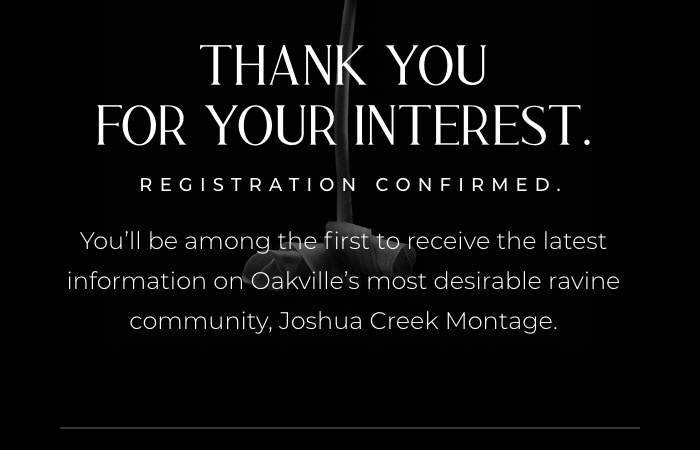 THANK YOU
FOR YOUR INTEREST.
REGISTRATION CONFIRMED.
You’ll be among the first to receive the latest
information on Oakville’s most desirable ravine
community, Joshua Creek Montage.